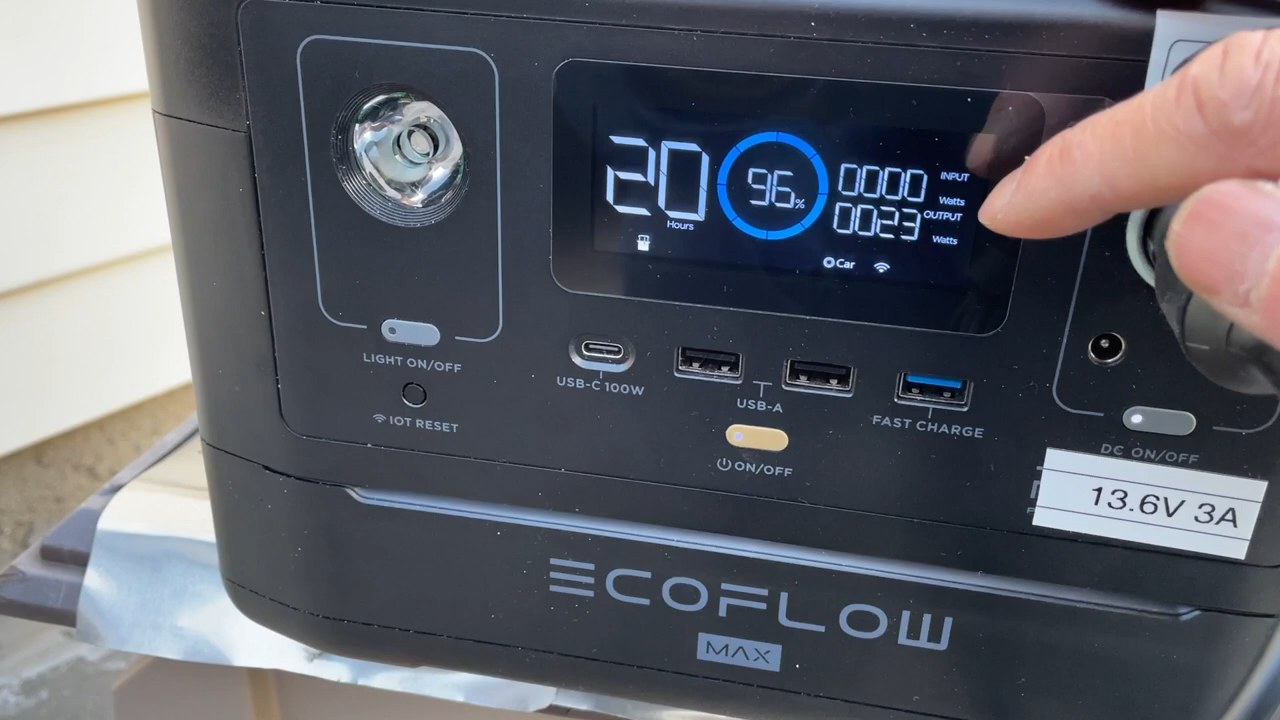 20
Hours
96%
0000
INPUT
Watts
0023
OUTPUT
Watts
Car
LIGHT ON/OFF
IOT RESET
USB-C 100W
USB-A
FAST CHARGE
ON/OFF
DC ON/OFF
13.6V 3A
ECOFLOW
MAX